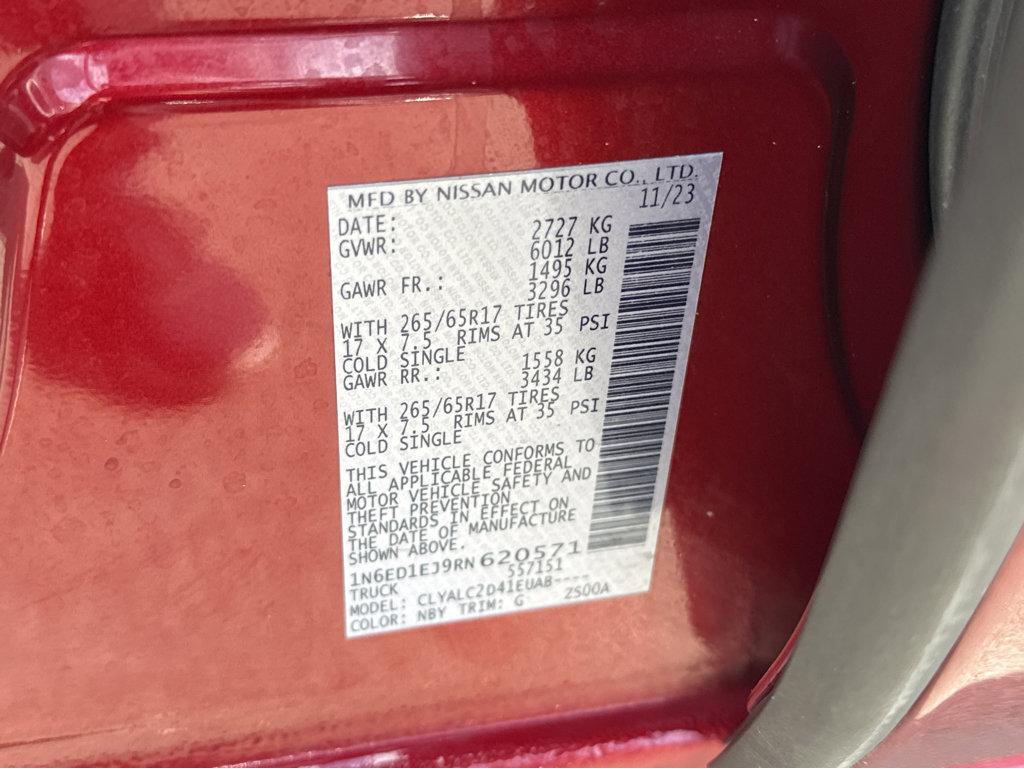 MFD BY NISSAN MOTOR CO., LTD.
DATE: 11/23
GVWR: 2727 KG
6012 LB
GAWR FR.: 1495 KG
3296 LB
WITH 265/65R17 TIRES
17 X 7.5 RIMS AT 35 PSI
COLD SINGLE
GAWR RR.: 1558 KG
3434 LB
WITH 265/65R17 TIRES
17 X 7.5 RIMS AT 35 PSI
COLD SINGLE
THIS VEHICLE CONFORMS TO
ALL APPLICABLE FEDERAL
MOTOR VEHICLE SAFETY AND
THEFT PREVENTION
STANDARDS IN EFFECT ON
THE DATE OF MANUFACTURE
SHOWN ABOVE.
1N6ED1EJ9RN620571
TRUCK 557151
MODEL: CLYALC2D41EUAB----
COLOR: NBY TRIM: G ZS00A